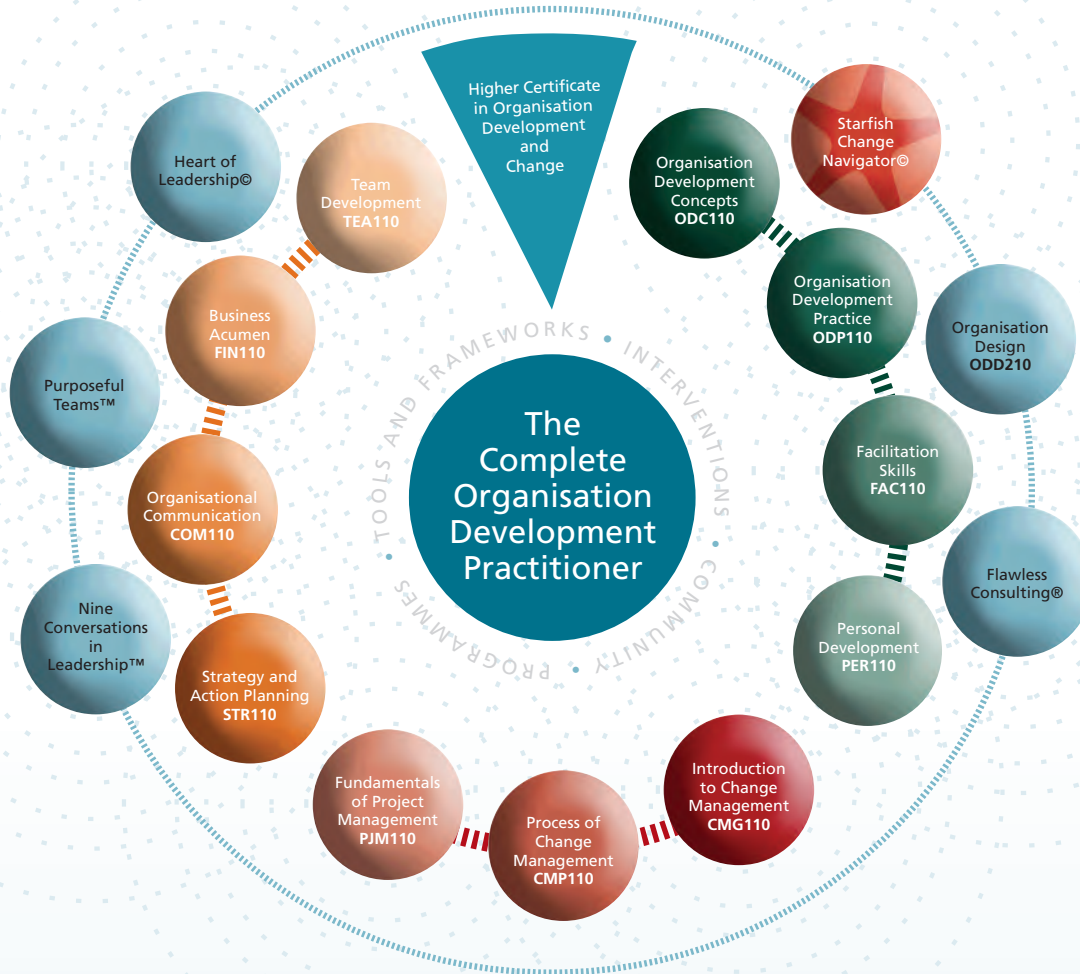 Higher Certificate
in Organisation
Development
and
Change
Starfish
Change
Navigator©
Organisation
Development
Concepts
ODC110
Organisation
Development
Practice
ODP110
Organisation
Design
ODD210
Facilitation
Skills
FAC110
Flawless
Consulting®
Personal
Development
PER110
Introduction
to Change
Management
CMG110
Process of
Change
Management
CMP110
Fundamentals
of Project
Management
PJM110
Strategy and
Action Planning
STR110
Nine
Conversations
in
Leadership™
Organisational
Communication
COM110
Purposeful
Teams™
Business
Acumen
FIN110
Heart of
Leadership©
Team
Development
TEA110
TOOLS AND FRAMEWORKS • INTERVENTIONS • COMMUNITY • PROGRAMMES •
The
Complete
Organisation
Development
Practitioner